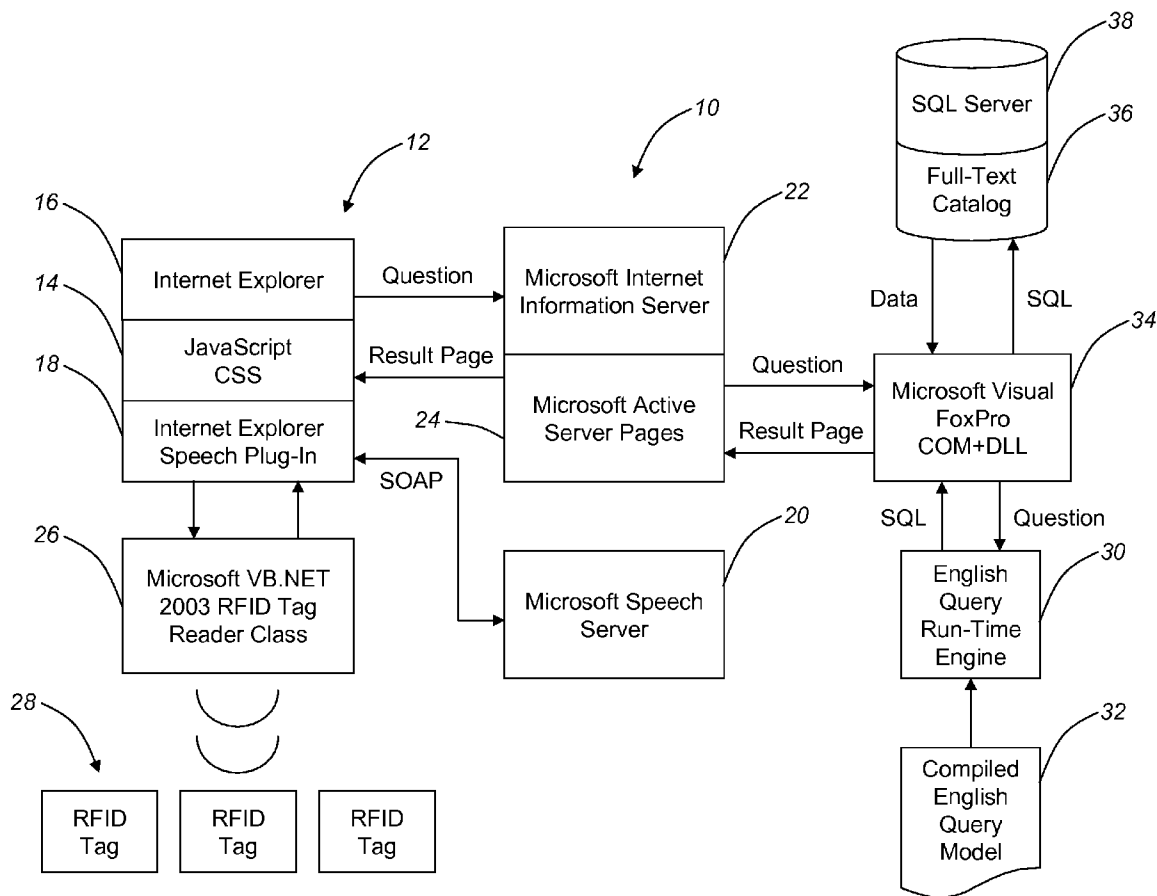 38
SQL Server
36
Full-Text
Catalog
10
12
22
16
Internet Explorer
Question
Microsoft Internet
Information Server
14
JavaScript
CSS
Result Page
Data
SQL
34
18
Internet Explorer
Speech Plug-In
24
Microsoft Active
Server Pages
Question
Result Page
Microsoft Visual
FoxPro
COM+DLL
SOAP
SQL
Question
20
26
Microsoft VB.NET
2003 RFID Tag
Reader Class
Microsoft Speech
Server
30
English
Query
Run-Time
Engine
28
32
RFID
Tag
RFID
Tag
RFID
Tag
Compiled
English
Query
Model